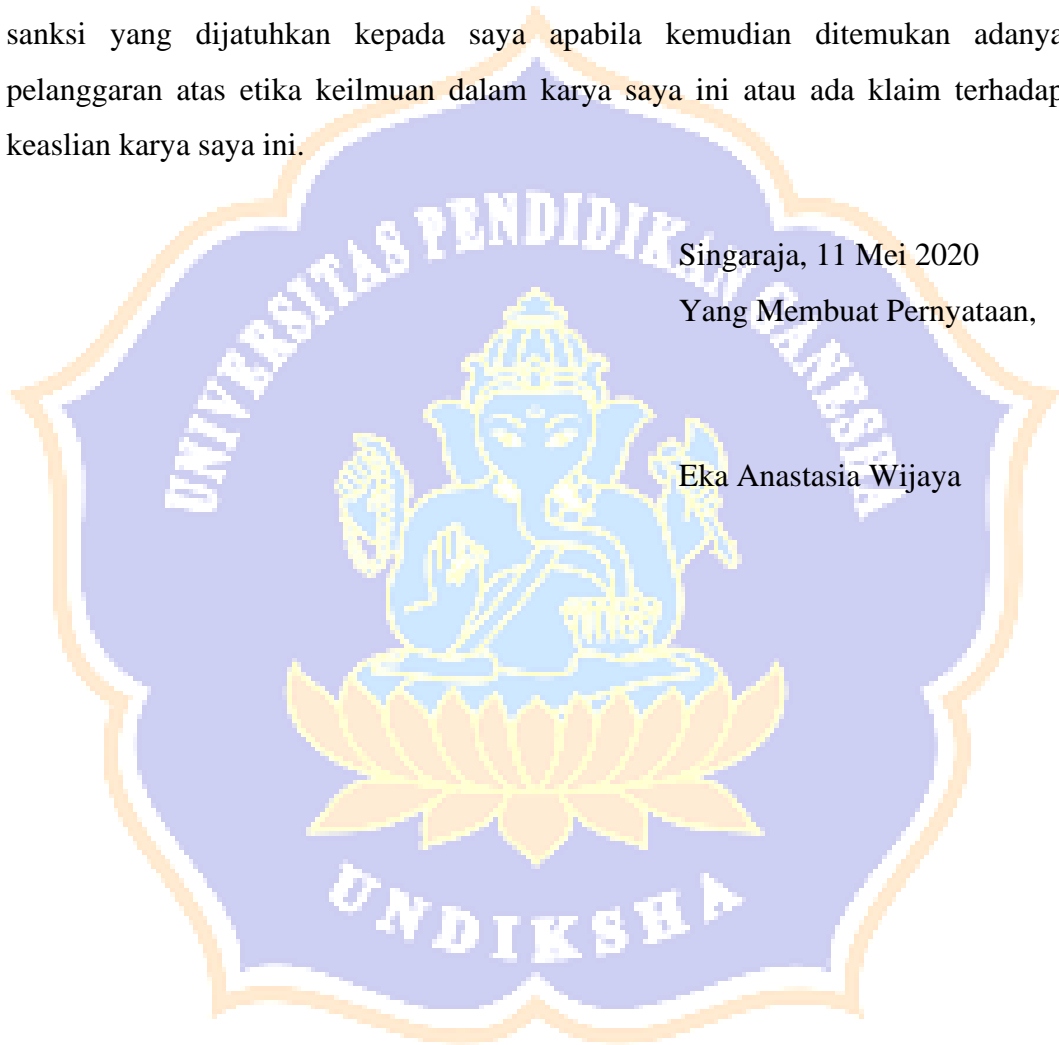 sanksi yang dijatuhkan kepada saya apabila kemudian ditemukan adanya
pelanggaran atas etika keilmuan dalam karya saya ini atau ada klaim terhadap
keaslian karya saya ini.
UNIVERSITAS PENDIDIKAN GANESHA
Singaraja, 11 Mei 2020
Yang Membuat Pernyataan,
Eka Anastasia Wijaya
UNDIKSHA